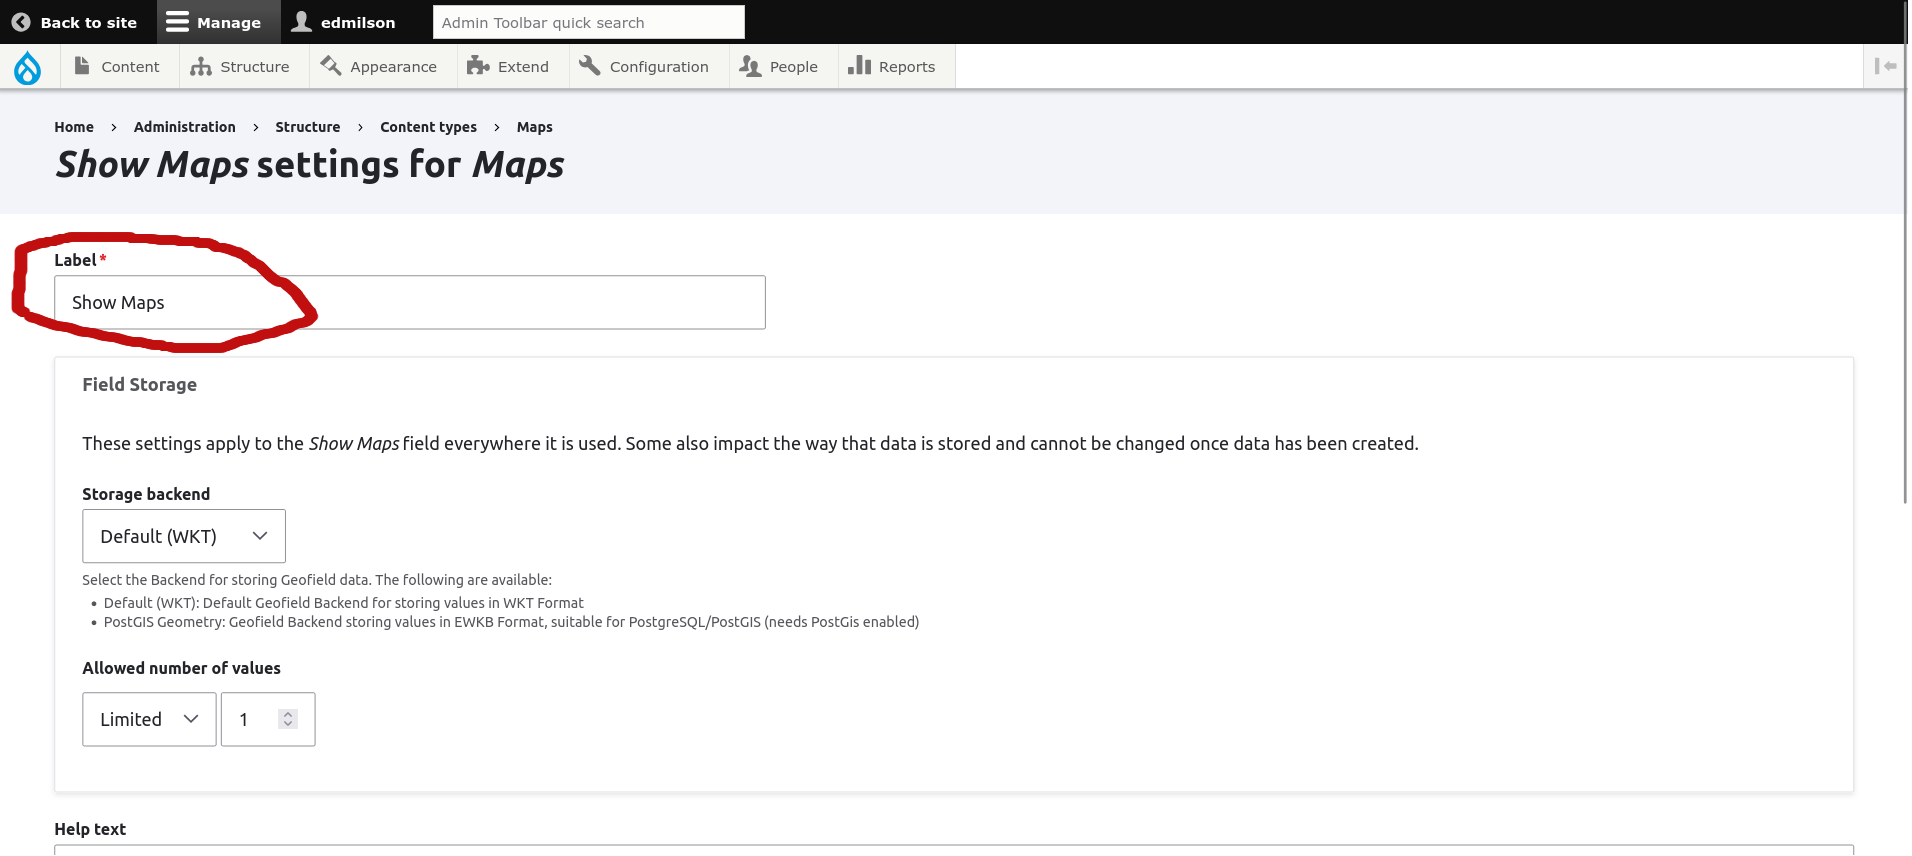 Back to site Manage edmilson Admin Toolbar quick search
Content Structure Appearance Extend Configuration People Reports
Home › Administration › Structure › Content types › Maps
Show Maps settings for Maps
Label*
Show Maps
Field Storage
These settings apply to the Show Maps field everywhere it is used. Some also impact the way that data is stored and cannot be changed once data has been created.
Storage backend
Default (WKT)
Select the Backend for storing Geofield data. The following are available:
• Default (WKT): Default Geofield Backend for storing values in WKT Format
• PostGIS Geometry: Geofield Backend storing values in EWKB Format, suitable for PostgreSQL/PostGIS (needs PostGis enabled)
Allowed number of values
Limited 1
Help text